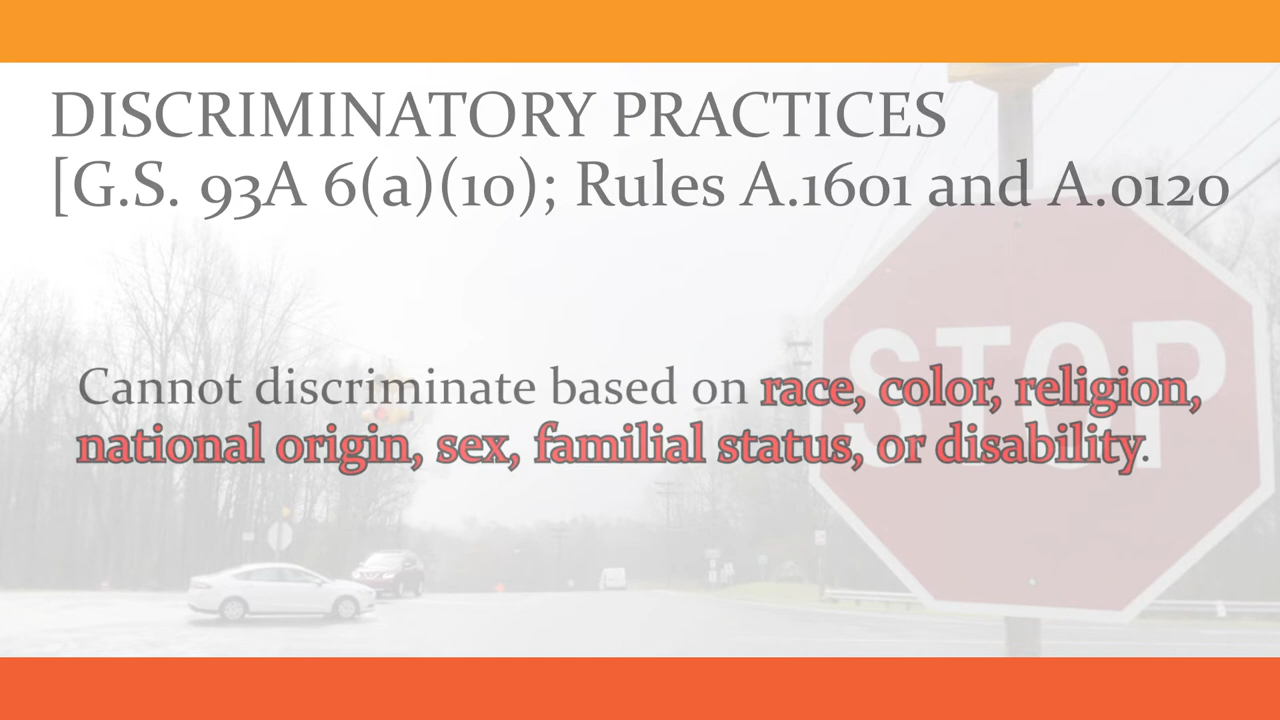 DISCRIMINATORY PRACTICES
[G.S. 93A 6(a)(10); Rules A.1601 and A.0120
Cannot discriminate based on race, color, religion,
national origin, sex, familial status, or disability.
STOP